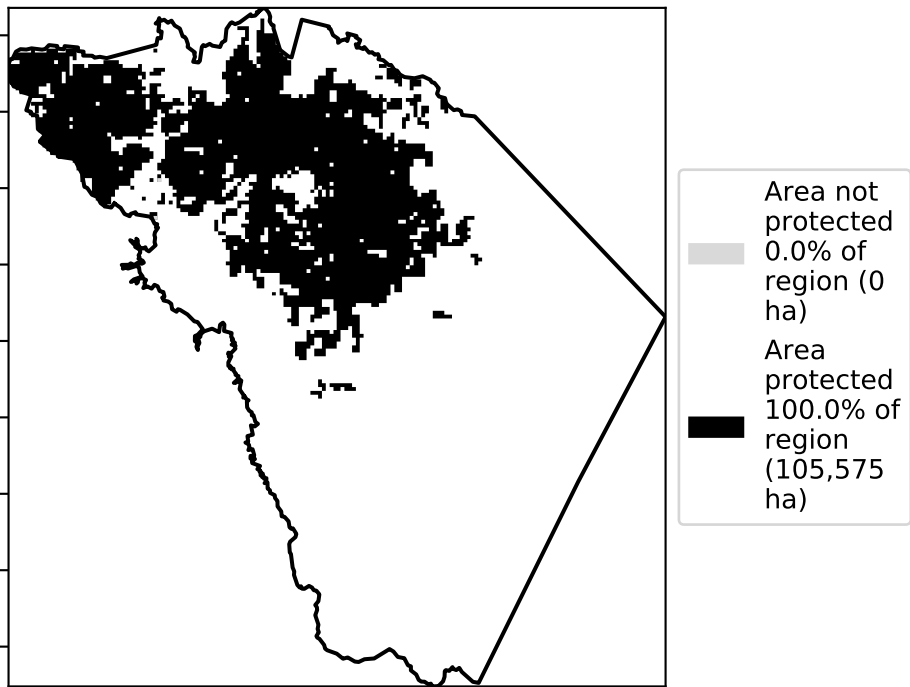 Area not
protected
0.0% of
region (0
ha)
Area
protected
100.0% of
region
(105,575
ha)